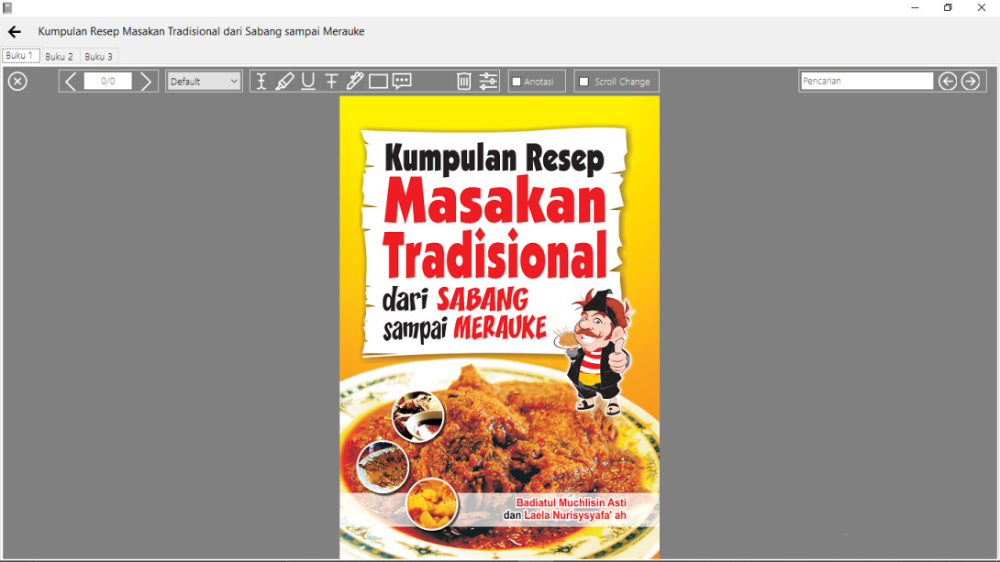 Kumpulan Resep Masakan Tradisional dari Sabang sampai Merauke
Buku 1 Buku 2 Buku 3
0/0 Default Anotasi Scroll Change Pencarian
Kumpulan Resep
Masakan
Tradisional
dari SABANG
sampai MERAUKE
Badiatul Muchlisin Asti
dan Laela Nurisysyafa' ah